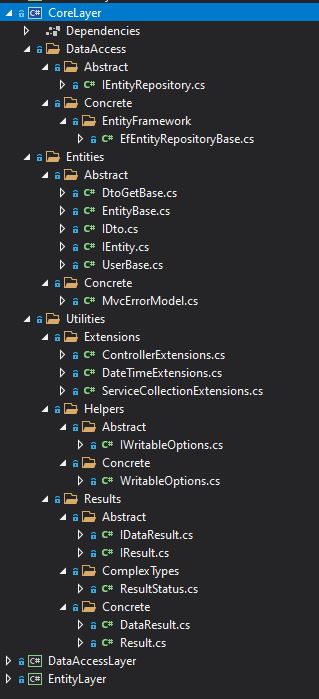 C# CoreLayer
Dependencies
DataAccess
Abstract
C# IEntityRepository.cs
Concrete
EntityFramework
C# EfEntityRepositoryBase.cs
Entities
Abstract
C# DtoGetBase.cs
C# EntityBase.cs
C# IDto.cs
C# IEntity.cs
C# UserBase.cs
Concrete
C# MvcErrorModel.cs
Utilities
Extensions
C# ControllerExtensions.cs
C# DateTimeExtensions.cs
C# ServiceCollectionExtensions.cs
Helpers
Abstract
C# IWritableOptions.cs
Concrete
C# WritableOptions.cs
Results
Abstract
C# IDataResult.cs
C# IResult.cs
ComplexTypes
C# ResultStatus.cs
Concrete
C# DataResult.cs
C# Result.cs
C# DataAccessLayer
C# EntityLayer